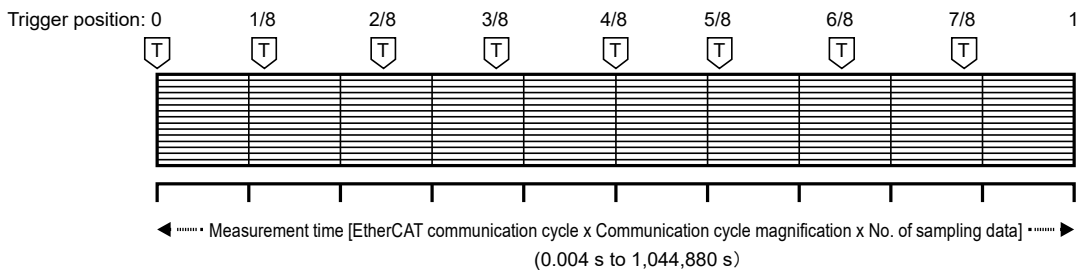 Trigger position: 0 1/8 2/8 3/8 4/8 5/8 6/8 7/8 1
T T T T T T T T
Measurement time [EtherCAT communication cycle x Communication cycle magnification x No. of sampling data]
(0.004 s to 1,044,880 s）